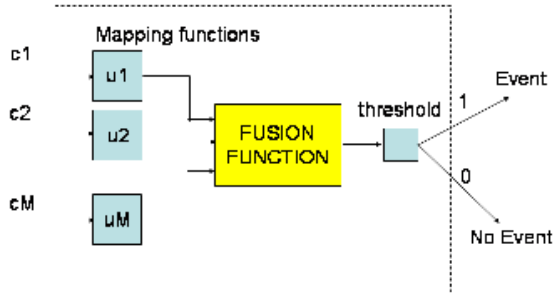 Mapping functions
c1
u1
c2
u2
cM
uM
FUSION
FUNCTION
threshold
1
Event
0
No Event